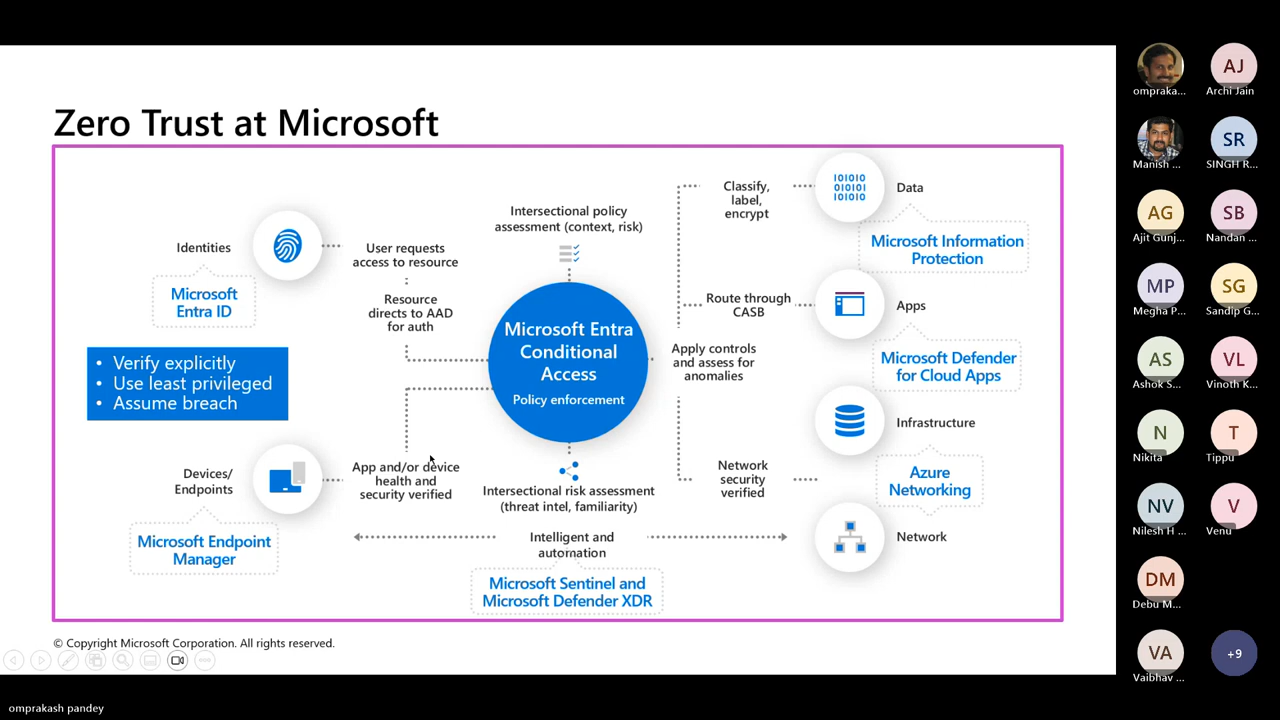 Zero Trust at Microsoft
Identities
Microsoft
Entra ID
User requests
access to resource
Resource
directs to AAD
for auth
• Verify explicitly
• Use least privileged
• Assume breach
Devices/
Endpoints
Microsoft Endpoint
Manager
App and/or device
health and
security verified
Intersectional policy
assessment (context, risk)
Microsoft Entra
Conditional
Access
Policy enforcement
Intersectional risk assessment
(threat intel, familiarity)
Intelligent and
automation
Microsoft Sentinel and
Microsoft Defender XDR
Classify,
label,
encrypt
Route through
CASB
Apply controls
and assess for
anomalies
Network
security
verified
101010
010101
101010
Data
Microsoft Information
Protection
Apps
Microsoft Defender
for Cloud Apps
Infrastructure
Azure
Networking
Network
© Copyright Microsoft Corporation. All rights reserved.
omprakash pandey
ompraka...
AJ
Archi Jain
Manish ...
SR
SINGH R...
AG
Ajit Gunj...
SB
Nandan ...
MP
Megha P...
SG
Sandip G...
AS
Ashok S...
VL
Vinoth K...
N
Nikita
T
Tippu
NV
Nilesh H ...
V
Venu
DM
Debu M...
VA
Vaibhav ...
+9